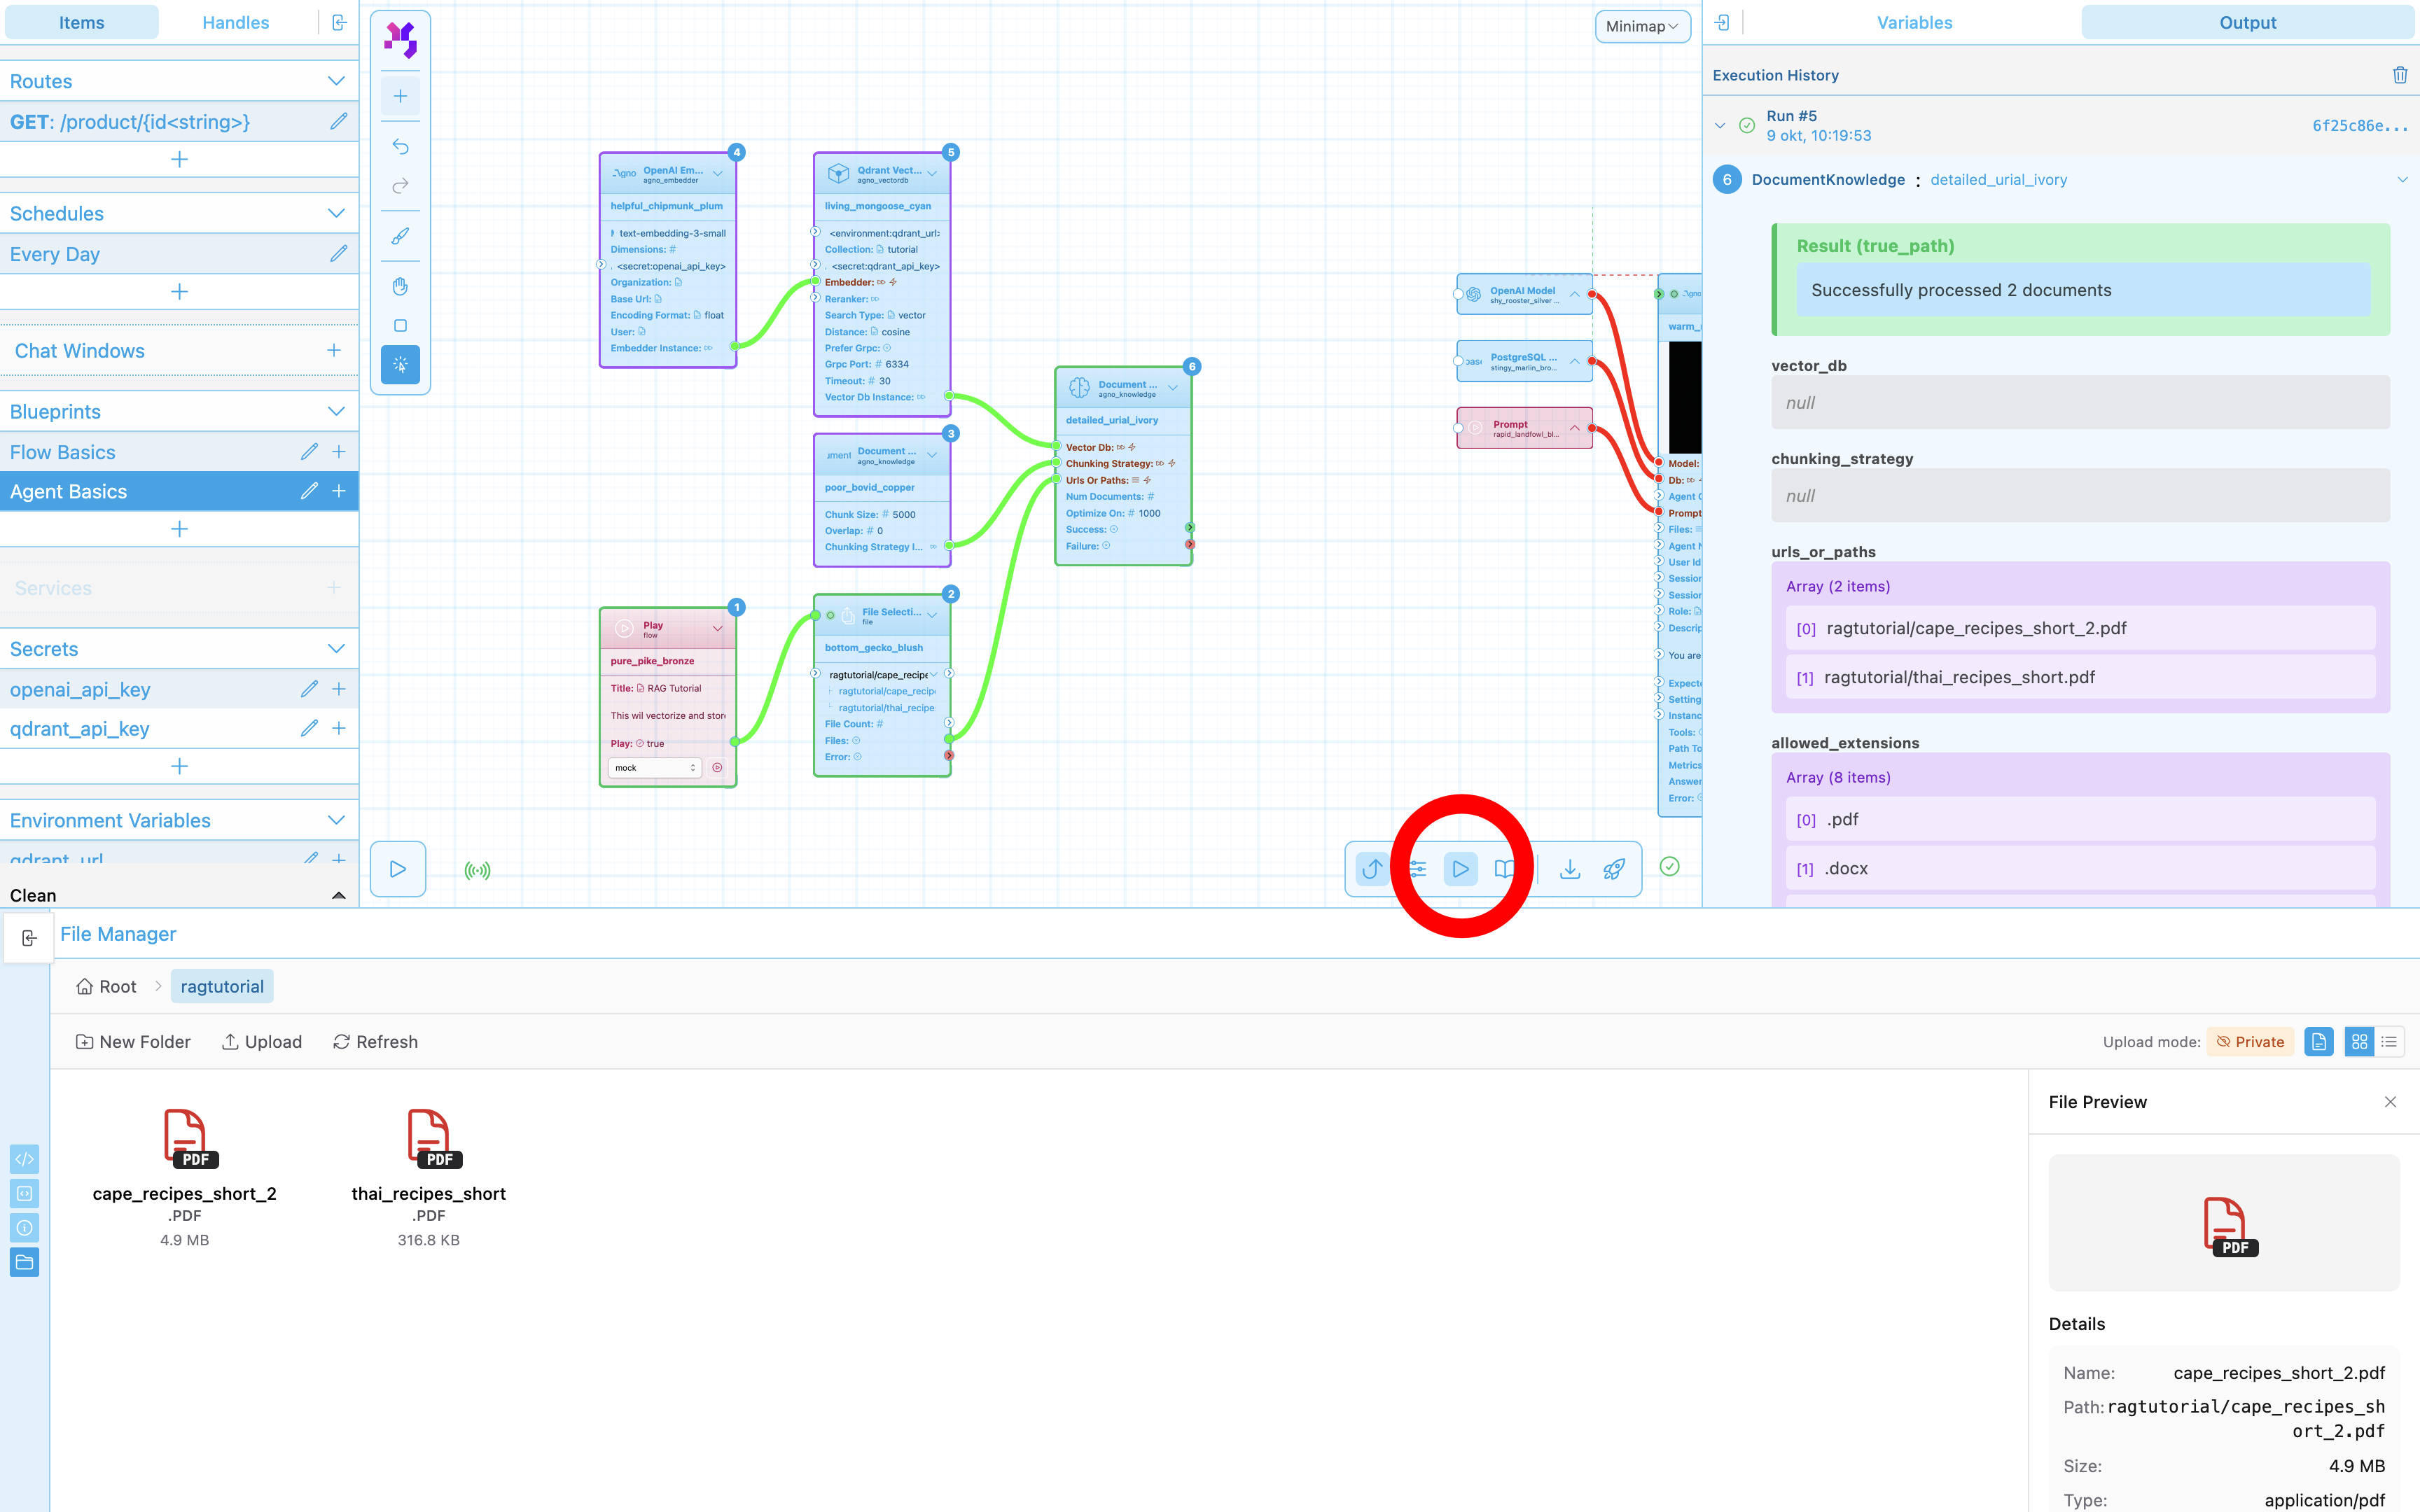 Items
Handles
Routes
GET: /product/{id<string>}
Schedules
Every Day
Chat Windows
Blueprints
Flow Basics
Agent Basics
Services
Secrets
openai_api_key
qdrant_api_key
Environment Variables
qdrant_url
Clean
Minimap
4
OpenAI Em...
agno_embedder
helpful_chipmunk_plum
text-embedding-3-small
Dimensions: #
<secret:openai_api_key>
Organization:
Base Url:
Encoding Format: float
User:
Embedder Instance:
5
Qdrant Vect...
agno_vectordb
living_mongoose_cyan
<environment:qdrant_url>
Collection: tutorial
<secret:qdrant_api_key>
Embedder:
Reranker:
Search Type: vector
Distance: cosine
Prefer Grpc:
Grpc Port: # 6334
Timeout: # 30
Vector Db Instance:
3
Document ...
agno_knowledge
poor_bovid_copper
Chunk Size: # 5000
Overlap: # 0
Chunking Strategy I...
6
Document ...
agno_knowledge
detailed_urial_ivory
Vector Db:
Chunking Strategy:
Urls Or Paths:
Num Documents: #
Optimize On: # 1000
Success:
Failure:
1
Play
flow
pure_pike_bronze
Title: RAG Tutorial
This wil vectorize and stor
Play: true
mock
2
File Selecti...
file
bottom_gecko_blush
ragtutorial/cape_recipe
ragtutorial/cape_recip
ragtutorial/thai_recipe
File Count: #
Files:
Error:
OpenAI Model
shy_rooster_silver ...
PostgreSQL ...
stingy_marlin_bro...
Prompt
rapid_landfowl_bl...
Model:
Db:
Agent
Prompt
Files:
Agent
User Id
Session
Session
Role:
Descrip
You are
Expecte
Setting
Instanc
Tools:
Path To
Metrics
Answer
Error:
Variables
Output
Execution History
Run #5
9 okt, 10:19:53
6f25c86e...
6 DocumentKnowledge : detailed_urial_ivory
Result (true_path)
Successfully processed 2 documents
vector_db
null
chunking_strategy
null
urls_or_paths
Array (2 items)
[0] ragtutorial/cape_recipes_short_2.pdf
[1] ragtutorial/thai_recipes_short.pdf
allowed_extensions
Array (8 items)
[0] .pdf
[1] .docx
File Manager
Root
ragtutorial
New Folder
Upload
Refresh
Upload mode: Private
PDF
cape_recipes_short_2
.PDF
4.9 MB
PDF
thai_recipes_short
.PDF
316.8 KB
File Preview
PDF
Details
Name: cape_recipes_short_2.pdf
Path: ragtutorial/cape_recipes_sh
ort_2.pdf
Size: 4.9 MB
Type: application/pdf